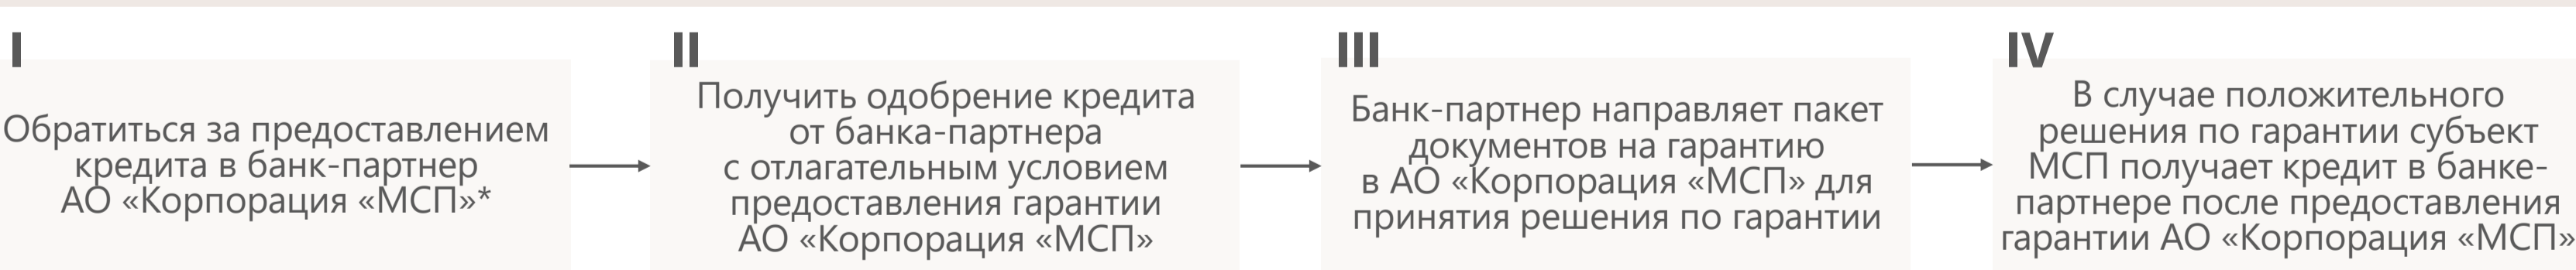 I
Обратиться за предоставлением
кредита в банк-партнер
АО «Корпорация «МСП»*
II
Получить одобрение кредита
от банка-партнера
с отлагательным условием
предоставления гарантии
АО «Корпорация «МСП»
III
Банк-партнер направляет пакет
документов на гарантию
в АО «Корпорация «МСП» для
принятия решения по гарантии
IV
В случае положительного
решения по гарантии субъект
МСП получает кредит в банке-
партнере после предоставления
гарантии АО «Корпорация «МСП»